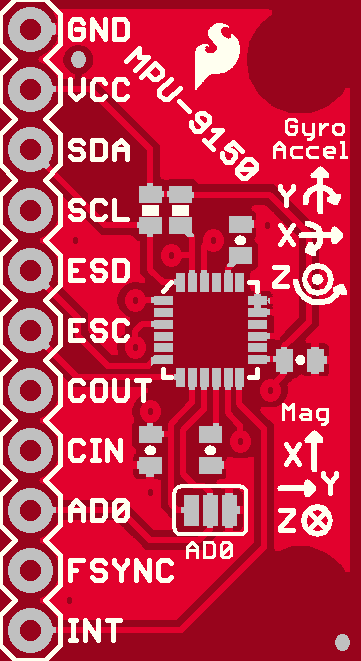 GND
VCC
MPU-9150
SDA
Gyro
Accel
SCL
Y
X
ESD
Z
ESC
COUT
Mag
CIN
X
Y
AD0
Z
AD0
FSYNC
INT